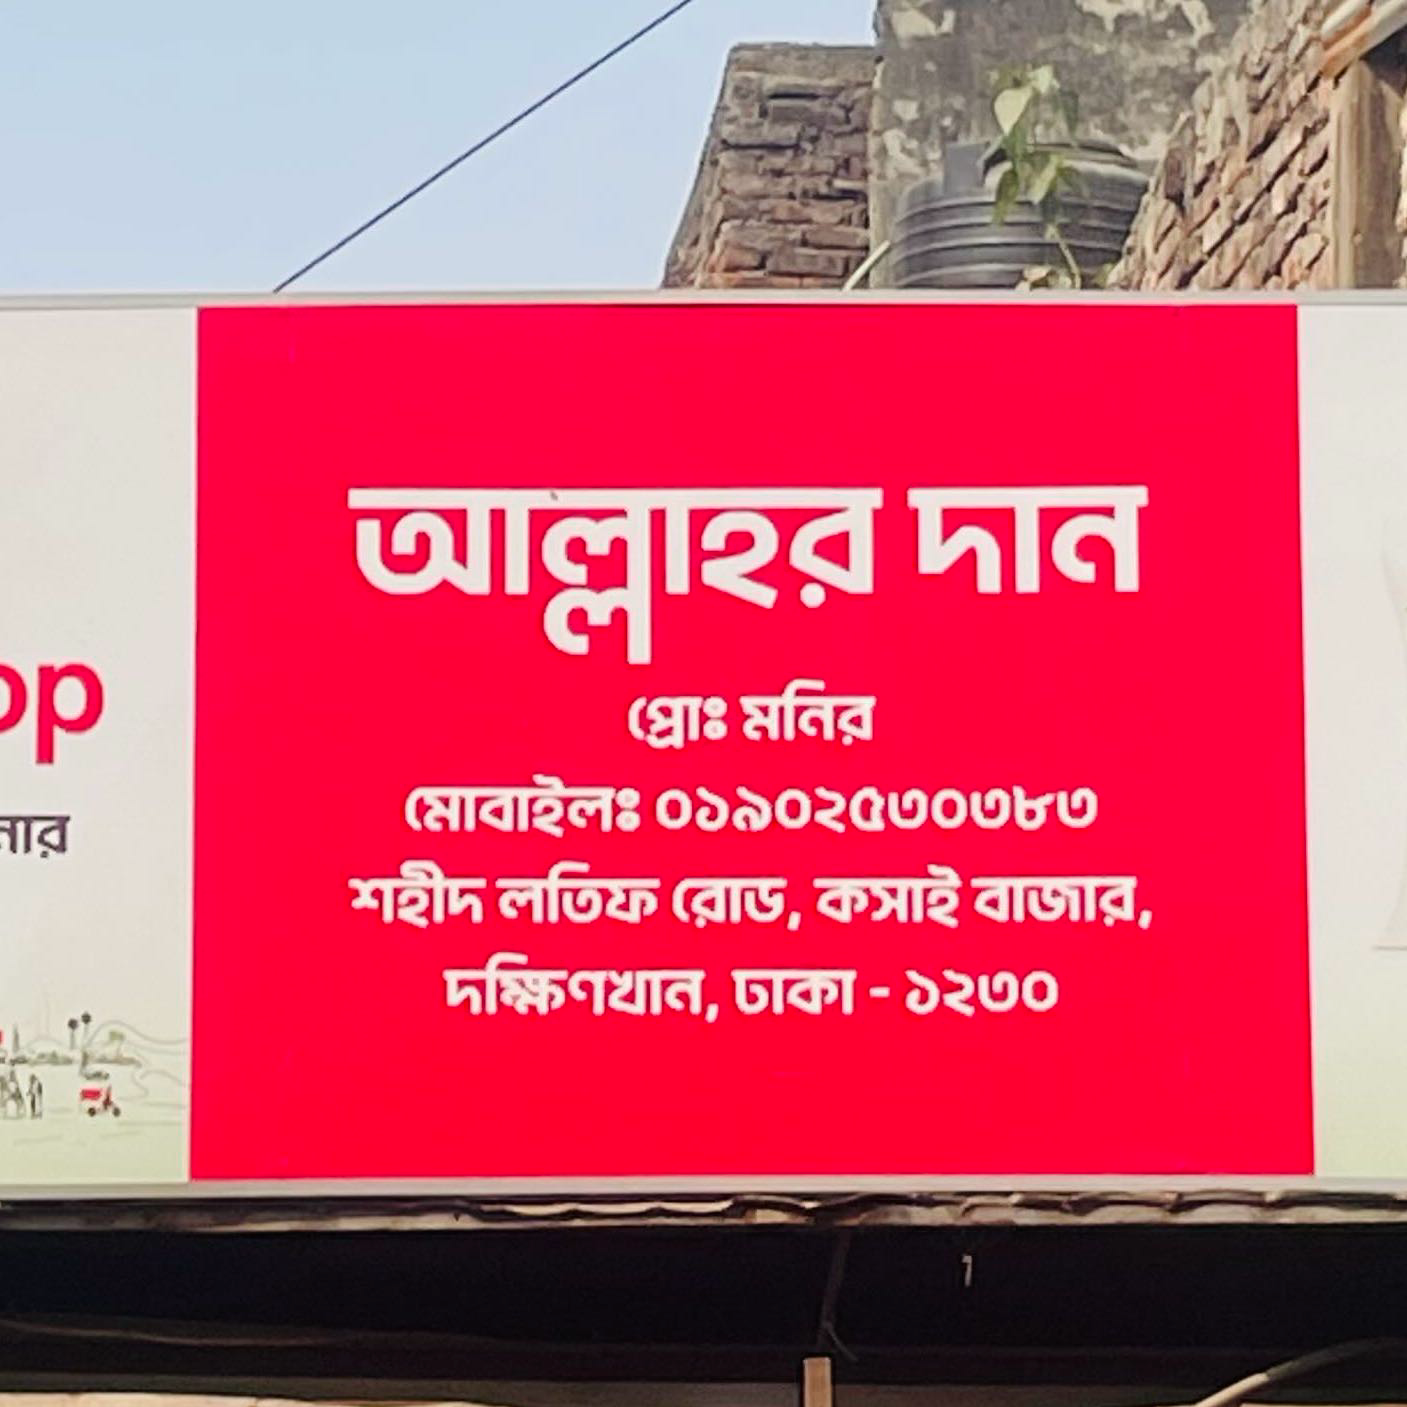 আল্লাহর দান
প্রোঃ মনির
মোবাইলঃ ০১৯০২৫৩০৩৮৩
শহীদ লতিফ রোড, কসাই বাজার,
দক্ষিণখান, ঢাকা - ১২৩০